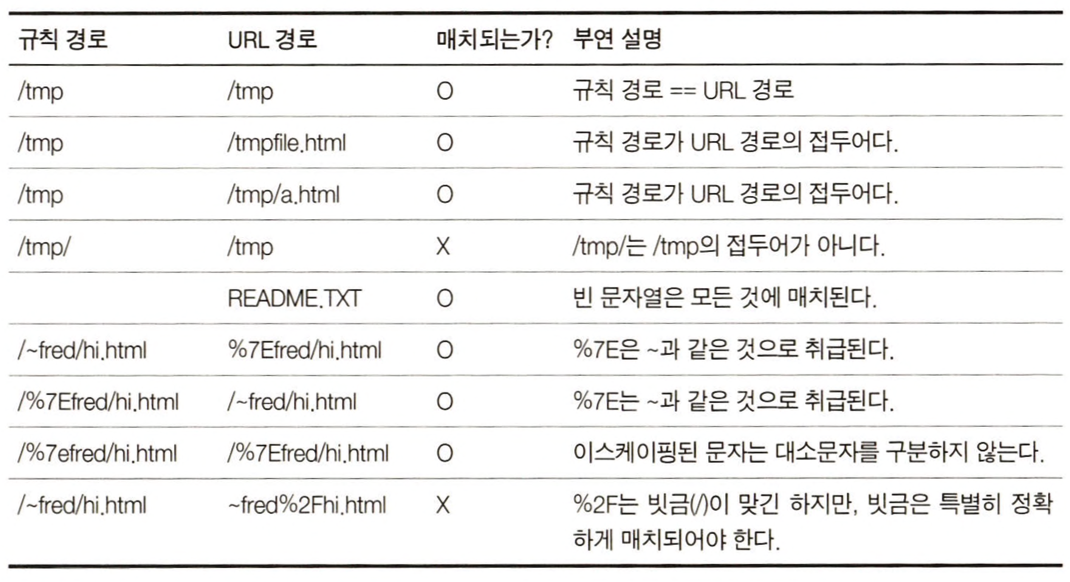 규칙 경로 URL 경로 매치되는가? 부연 설명
/tmp /tmp O 규칙 경로 == URL 경로
/tmp /tmpfile.html O 규칙 경로가 URL 경로의 접두어다.
/tmp /tmp/a.html O 규칙 경로가 URL 경로의 접두어다.
/tmp/ /tmp X /tmp/는 /tmp의 접두어가 아니다.
README.TXT O 빈 문자열은 모든 것에 매치된다.
/~fred/hi.html %7Efred/hi.html O %7E은 ~과 같은 것으로 취급된다.
/%7Efred/hi.html /~fred/hi.html O %7E는 ~과 같은 것으로 취급된다.
/%7efred/hi.html /%7Efred/hi.html O 이스케이핑된 문자는 대소문자를 구분하지 않는다.
/~fred/hi.html ~fred%2Fhi.html X %2F는 빗금(/)이 맞긴 하지만, 빗금은 특별히 정확
하게 매치되어야 한다.